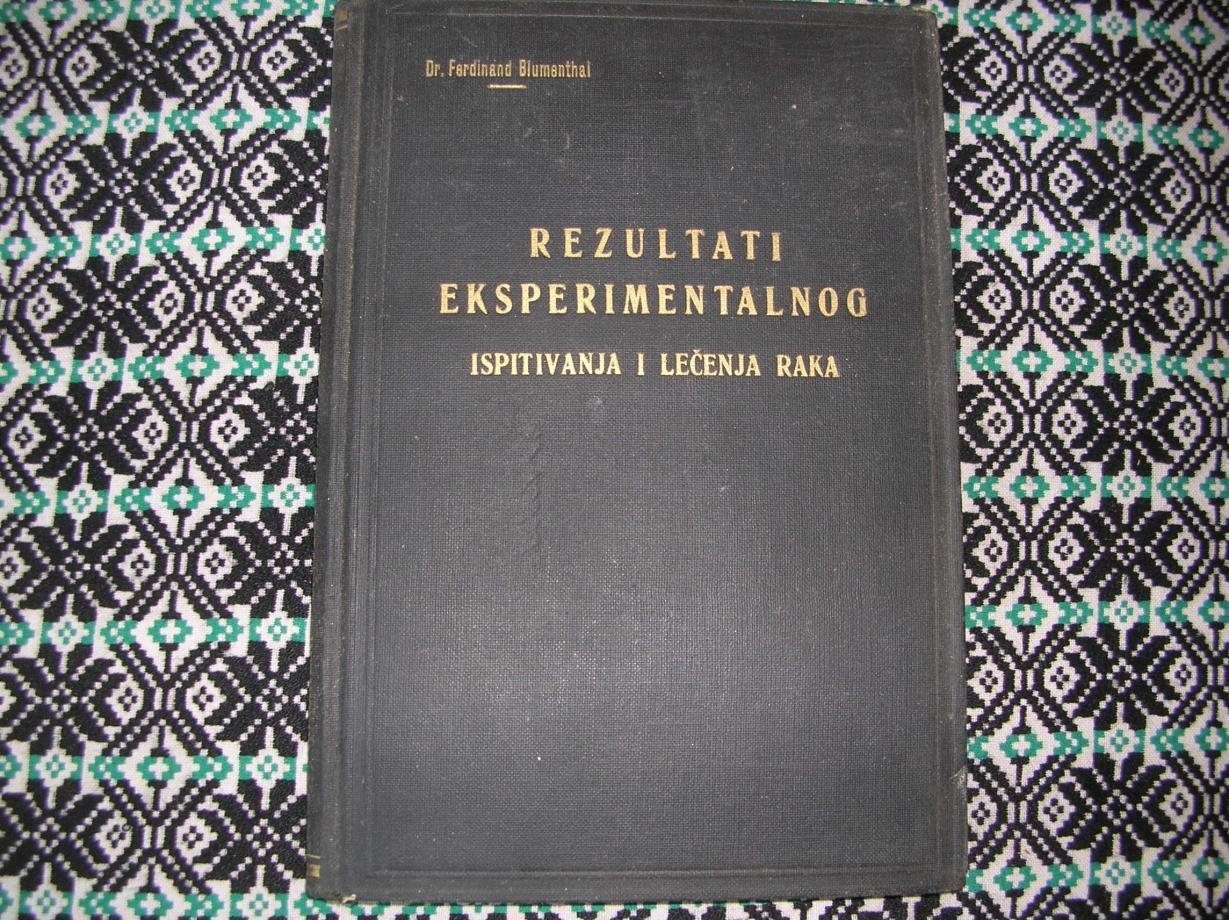 Dr. Ferdinand Blumenthal
REZULTATI
EKSPERIMENTALNOG
ISPITIVANJA I LEČENJA RAKA